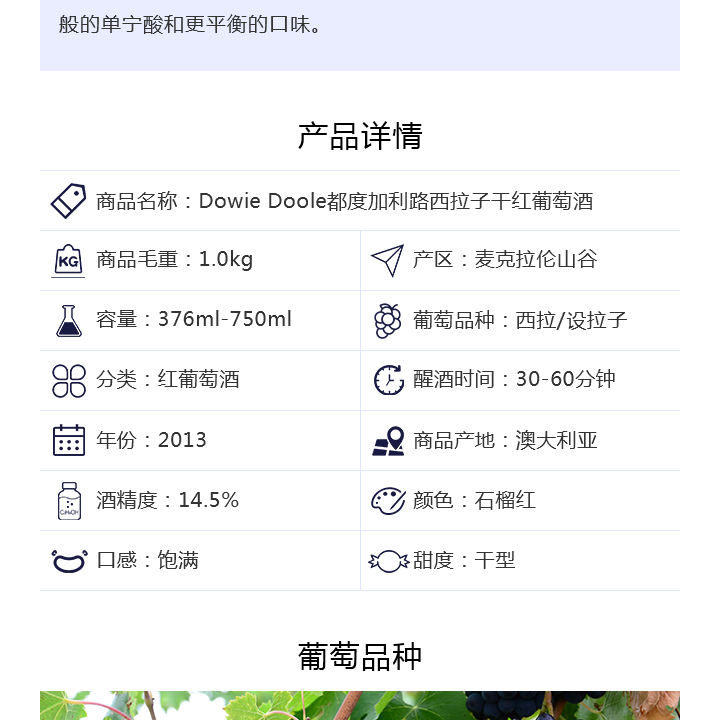 般的单宁酸和更平衡的口味。
产品详情
商品名称：Dowie Doole都度加利路西拉子干红葡萄酒
KG
商品毛重：1.0kg
产区：麦克拉伦山谷
容量：376ml-750ml
葡萄品种：西拉/设拉子
分类：红葡萄酒
醒酒时间：30-60分钟
年份：2013
商品产地：澳大利亚
C₂H₅OH
酒精度：14.5%
颜色：石榴红
口感：饱满
甜度：干型
葡萄品种